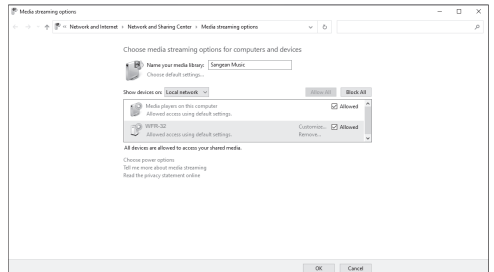 Media streaming options
« Network and Internet › Network and Sharing Center › Media streaming options
Choose media streaming options for computers and devices
Name your media library: Sangean Music
Choose default settings...
Show devices on: Local network
Allow All Block All
Media players on this computer Allowed
Allowed access using default settings.
WFR-32 Customize... Allowed
Allowed access using default settings. Remove...
All devices are allowed to access your shared media.
Choose power options
Tell me more about media streaming
Read the privacy statement online
OK Cancel